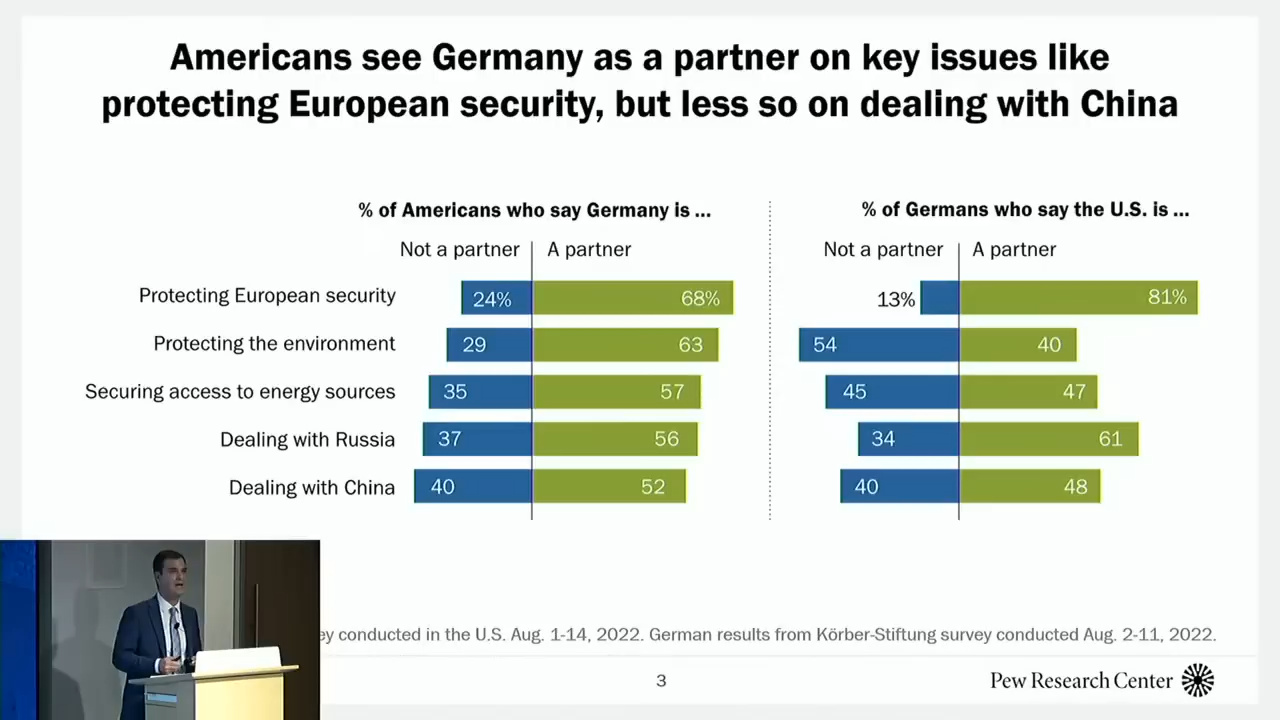 Americans see Germany as a partner on key issues like
protecting European security, but less so on dealing with China
% of Americans who say Germany is ...
Not a partner A partner
Protecting European security 24% 68%
Protecting the environment 29 63
Securing access to energy sources 35 57
Dealing with Russia 37 56
Dealing with China 40 52
% of Germans who say the U.S. is ...
Not a partner A partner
13% 81%
54 40
45 47
34 61
40 48
conducted in the U.S. Aug. 1-14, 2022. German results from Körber-Stiftung survey conducted Aug. 2-11, 2022.
3
Pew Research Center